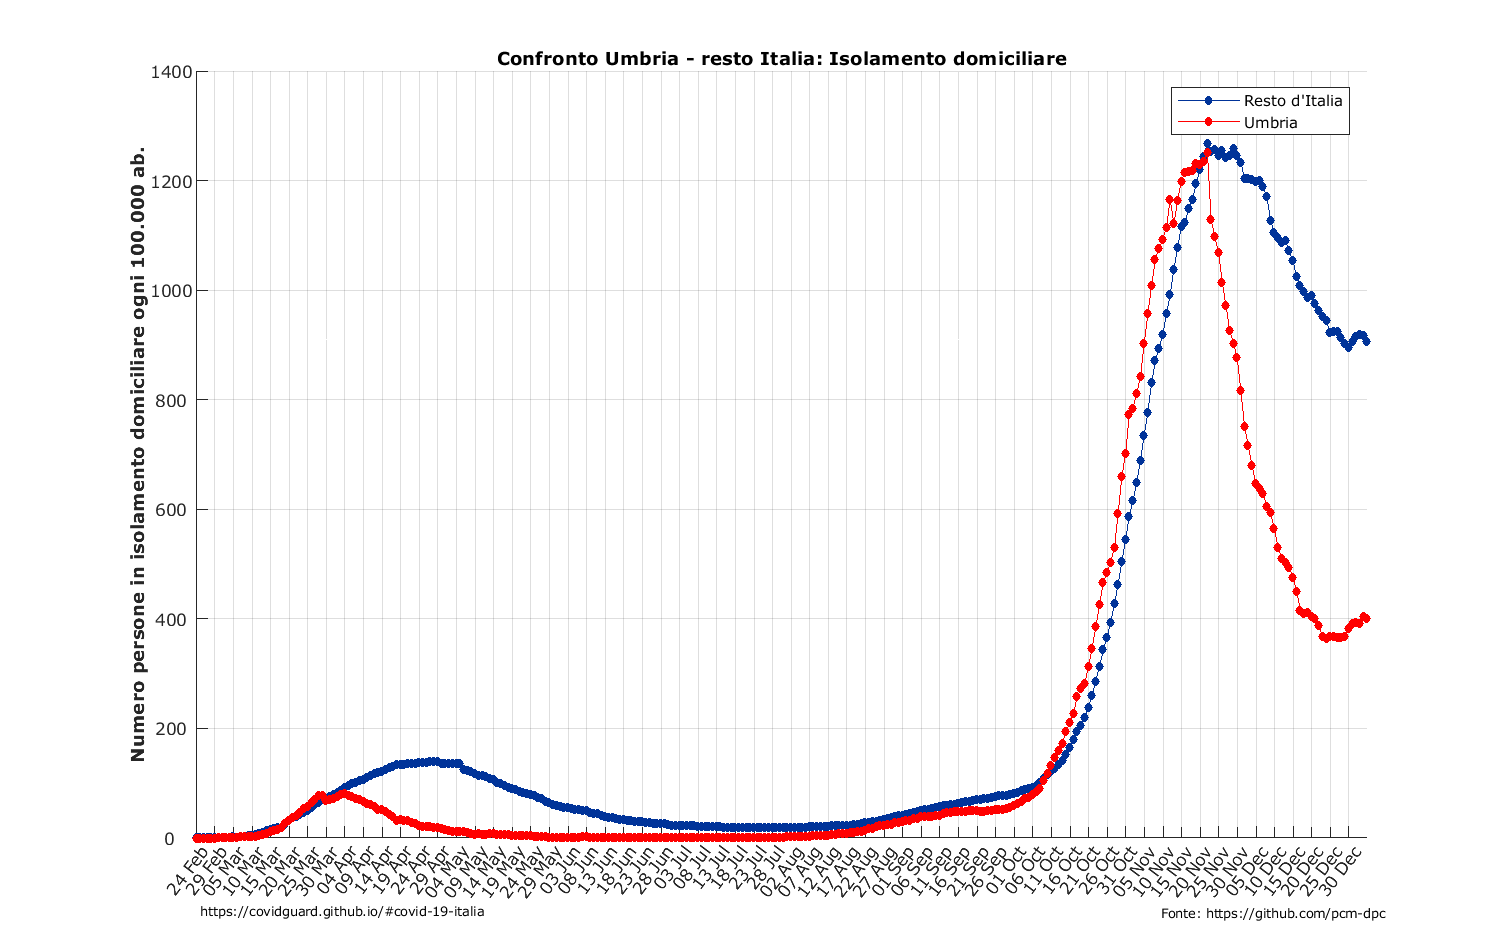 Confronto Umbria - resto Italia: Isolamento domiciliare
Numero persone in isolamento domiciliare ogni 100.000 ab.
1400
1200
1000
800
600
400
200
0
Resto d'Italia
Umbria
24 Feb
29 Feb
05 Mar
10 Mar
15 Mar
20 Mar
25 Mar
30 Mar
04 Apr
09 Apr
14 Apr
19 Apr
24 Apr
29 Apr
04 May
09 May
14 May
19 May
24 May
29 May
03 Jun
08 Jun
13 Jun
18 Jun
23 Jun
28 Jun
03 Jul
08 Jul
13 Jul
18 Jul
23 Jul
28 Jul
02 Aug
07 Aug
12 Aug
17 Aug
22 Aug
27 Aug
01 Sep
06 Sep
11 Sep
16 Sep
21 Sep
26 Sep
01 Oct
06 Oct
11 Oct
16 Oct
21 Oct
26 Oct
31 Oct
05 Nov
10 Nov
15 Nov
20 Nov
25 Nov
30 Nov
05 Dec
10 Dec
15 Dec
20 Dec
25 Dec
30 Dec
https://covidguard.github.io/#covid-19-italia
Fonte: https://github.com/pcm-dpc